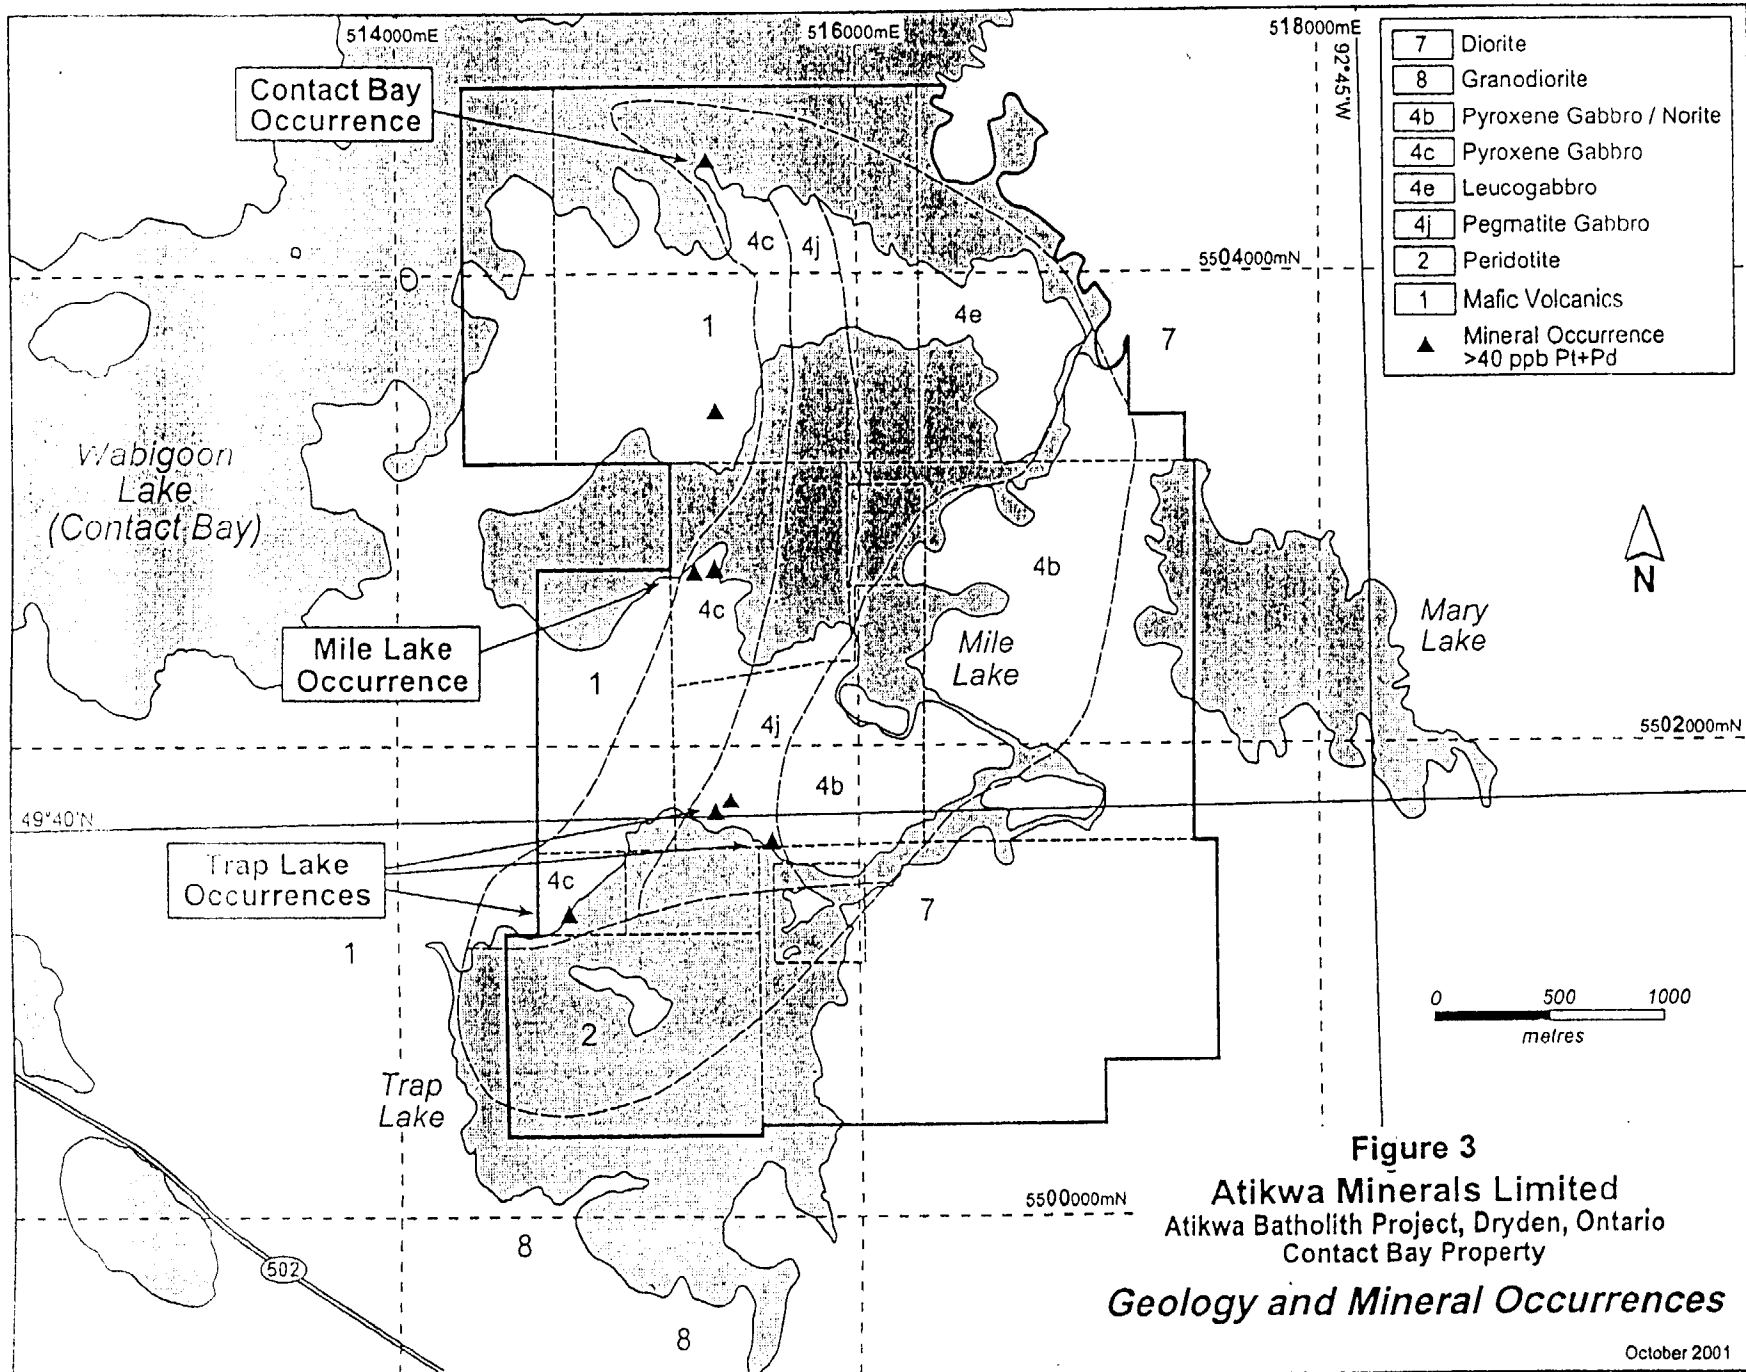 514000mE
516000mE
518000mE
92°45'W
7 Diorite
8 Granodiorite
4b Pyroxene Gabbro / Norite
4c Pyroxene Gabbro
4e Leucogabbro
4j Pegmatite Gabbro
2 Peridotite
1 Mafic Volcanics
▲ Mineral Occurrence
>40 ppb Pt+Pd
Contact Bay
Occurrence
4c
4j
5504000mN
1
4e
7
Wabigoon
Lake
(Contact Bay)
4b
N
4c
Mary
Lake
Mile Lake
Occurrence
Mile
Lake
1
4j
5502000mN
4b
49°40'N
Trap Lake
Occurrences
4c
7
1
0 500 1000
metres
2
Trap
Lake
5500000mN
8
502
8
Figure 3
Atikwa Minerals Limited
Atikwa Batholith Project, Dryden, Ontario
Contact Bay Property
Geology and Mineral Occurrences
October 2001